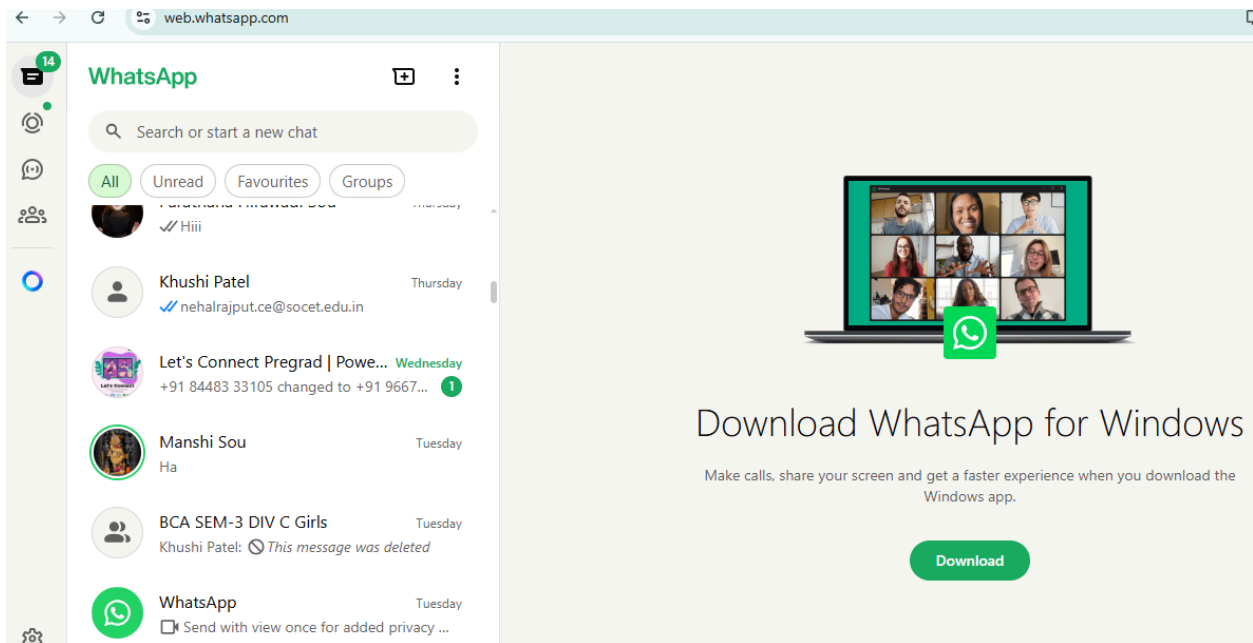 web.whatsapp.com
14
WhatsApp
Search or start a new chat
All Unread Favourites Groups
Thursday
Hiii
Khushi Patel Thursday
nehalrajput.ce@socet.edu.in
Let's Connect Pregrad | Powe... Wednesday
+91 84483 33105 changed to +91 9667... 1
Manshi Sou Tuesday
Ha
BCA SEM-3 DIV C Girls Tuesday
Khushi Patel: This message was deleted
WhatsApp Tuesday
Send with view once for added privacy ...
Download WhatsApp for Windows
Make calls, share your screen and get a faster experience when you download the
Windows app.
Download